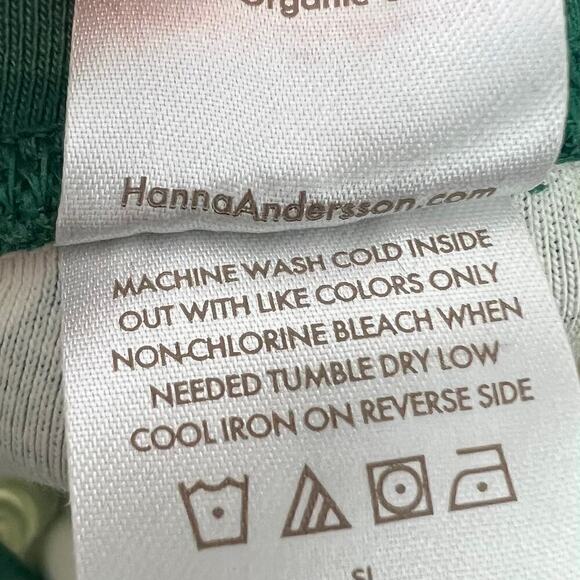 Organic
HannaAndersson.com
MACHINE WASH COLD INSIDE
OUT WITH LIKE COLORS ONLY
NON-CHLORINE BLEACH WHEN
NEEDED TUMBLE DRY LOW
COOL IRON ON REVERSE SIDE